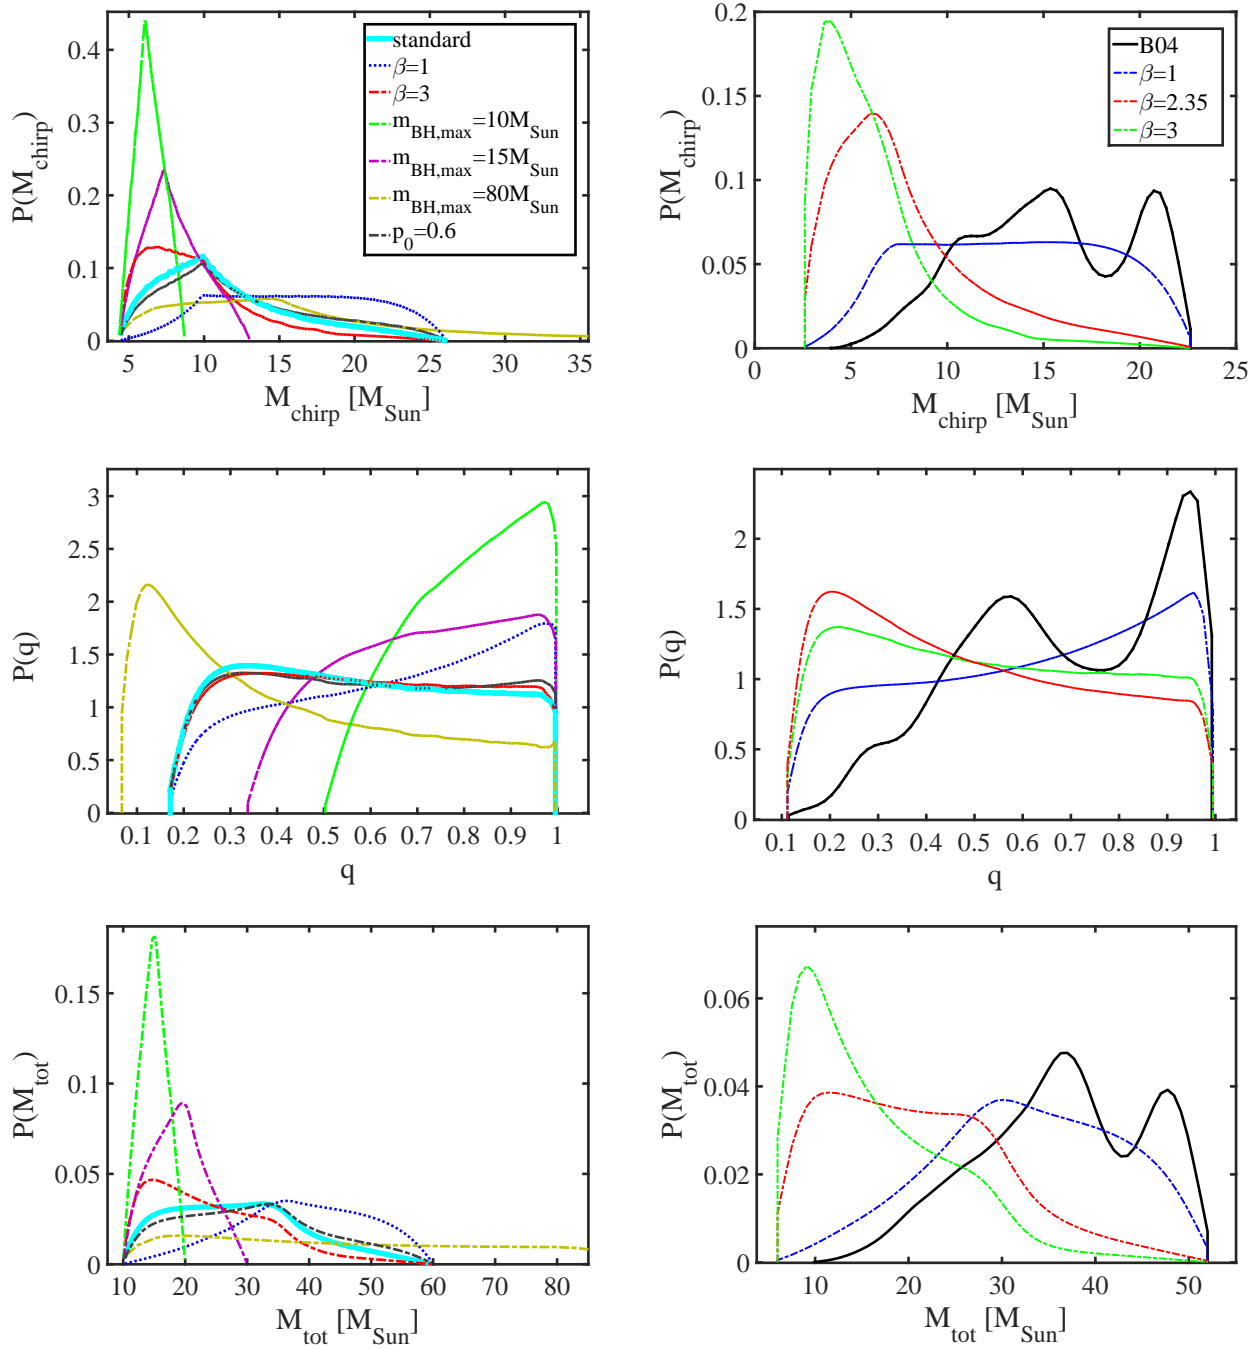 0.4
0.3
0.2
0.1
0
P(M_chirp)
5 10 15 20 25 30 35
M_chirp [M_Sun]
standard
β=1
β=3
m_BH,max=10M_Sun
m_BH,max=15M_Sun
m_BH,max=80M_Sun
p_0=0.6
0.2
0.15
0.1
0.05
0
P(M_chirp)
0 5 10 15 20 25
M_chirp [M_Sun]
B04
β=1
β=2.35
β=3
3
2.5
2
1.5
1
0.5
0
P(q)
0.1 0.2 0.3 0.4 0.5 0.6 0.7 0.8 0.9 1
q
2
1.5
1
0.5
0
P(q)
0.1 0.2 0.3 0.4 0.5 0.6 0.7 0.8 0.9 1
q
0.15
0.1
0.05
0
P(M_tot)
10 20 30 40 50 60 70 80
M_tot [M_Sun]
0.06
0.04
0.02
0
P(M_tot)
10 20 30 40 50
M_tot [M_Sun]